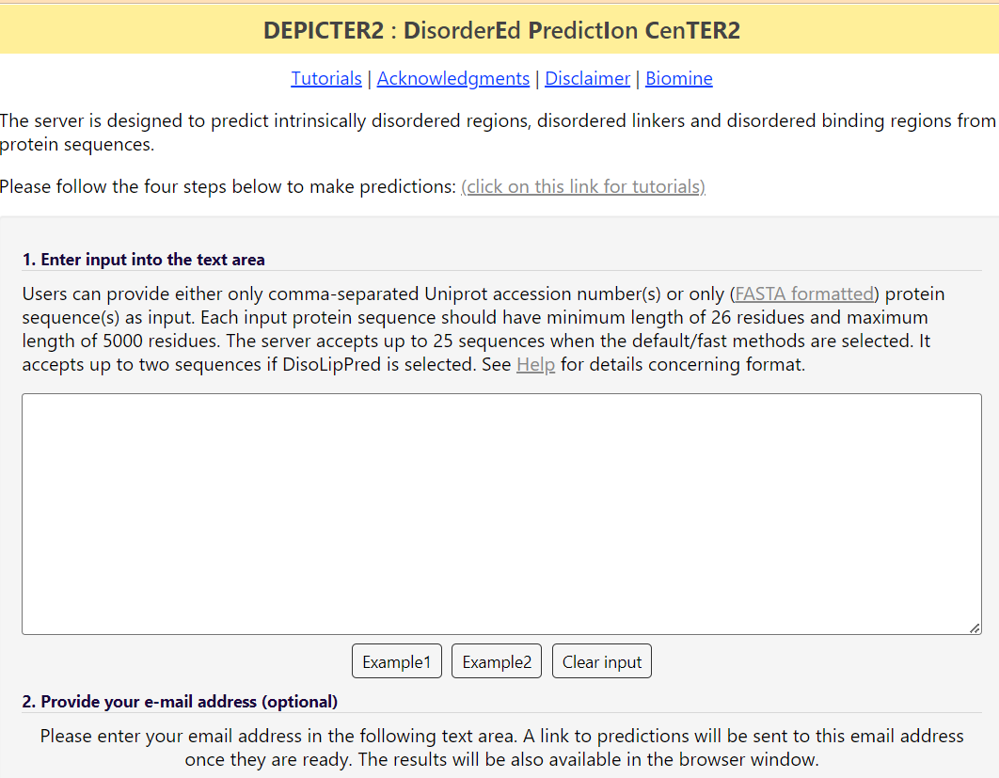 DEPICTER2 : DisorderEd PredictIon CenTER2
Tutorials | Acknowledgments | Disclaimer | Biomine
The server is designed to predict intrinsically disordered regions, disordered linkers and disordered binding regions from
protein sequences.
Please follow the four steps below to make predictions: (click on this link for tutorials)
1. Enter input into the text area
Users can provide either only comma-separated Uniprot accession number(s) or only (FASTA formatted) protein
sequence(s) as input. Each input protein sequence should have minimum length of 26 residues and maximum
length of 5000 residues. The server accepts up to 25 sequences when the default/fast methods are selected. It
accepts up to two sequences if DisoLipPred is selected. See Help for details concerning format.
Example1 Example2 Clear input
2. Provide your e-mail address (optional)
Please enter your email address in the following text area. A link to predictions will be sent to this email address
once they are ready. The results will be also available in the browser window.